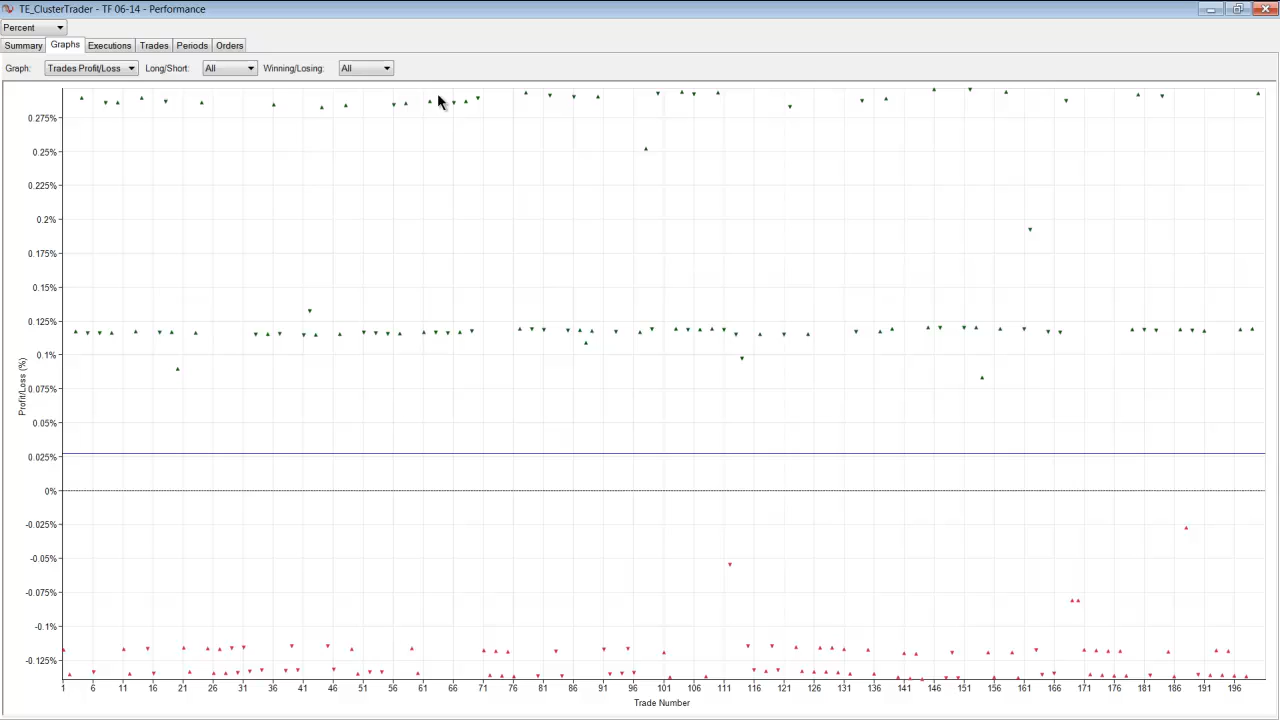 TE_ClusterTrader - TF 06-14 - Performance
Percent
Summary Graphs Executions Trades Periods Orders
Graph: Trades Profit/Loss Long/Short: All Winning/Losing: All
0.275%
0.25%
0.225%
0.2%
0.175%
0.15%
0.125%
0.1%
0.075%
0.05%
0.025%
0%
-0.025%
-0.05%
-0.075%
-0.1%
-0.125%
Profit/Loss (%)
1 6 11 16 21 26 31 36 41 46 51 56 61 66 71 76 81 86 91 96 101 106 111 116 121 126 131 136 141 146 151 156 161 166 171 176 181 186 191 196
Trade Number